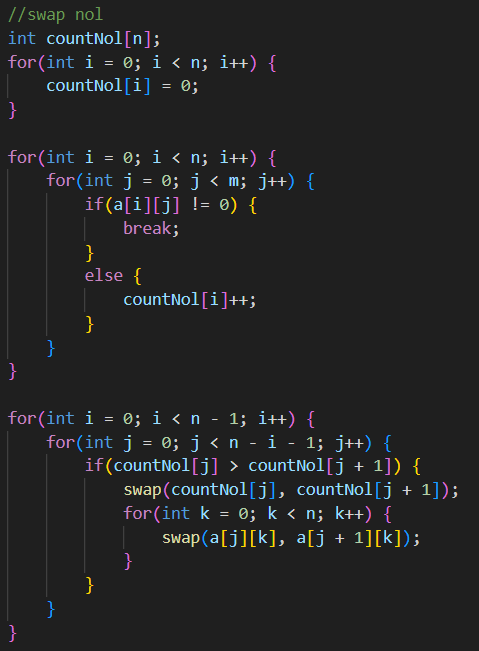 //swap nol
int countNol[n];
for(int i = 0; i < n; i++) {
    countNol[i] = 0;
}

for(int i = 0; i < n; i++) {
    for(int j = 0; j < m; j++) {
        if(a[i][j] != 0) {
            break;
        }
        else {
            countNol[i]++;
        }
    }
}

for(int i = 0; i < n - 1; i++) {
    for(int j = 0; j < n - i - 1; j++) {
        if(countNol[j] > countNol[j + 1]) {
            swap(countNol[j], countNol[j + 1]);
            for(int k = 0; k < n; k++) {
                swap(a[j][k], a[j + 1][k]);
            }
        }
    }
}